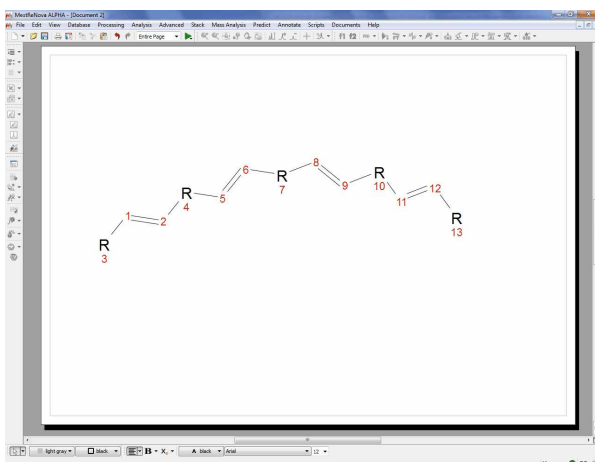 MestReNova ALPHA - [Document 2]
File Edit View Database Processing Analysis Advanced Stack Mass Analysis Predict Annotate Scripts Documents Help
Entire Page
8
6
R
R
7
9
10
12
R
5
11
4
1
2
R
R
13
3
light gray
black
B
A black
Arial
12